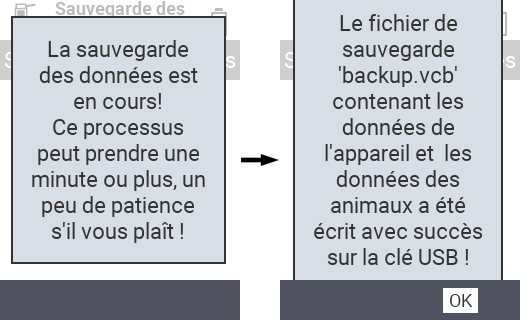 Sauvegarde des
La sauvegarde
des données est
en cours!
Ce processus
peut prendre une
minute ou plus, un
peu de patience
s'il vous plaît !
S
Le fichier de
sauvegarde
'backup.vcb'
contenant les
données de
l'appareil et  les
données des
animaux a été
écrit avec succès
sur la clé USB !
S
s
OK